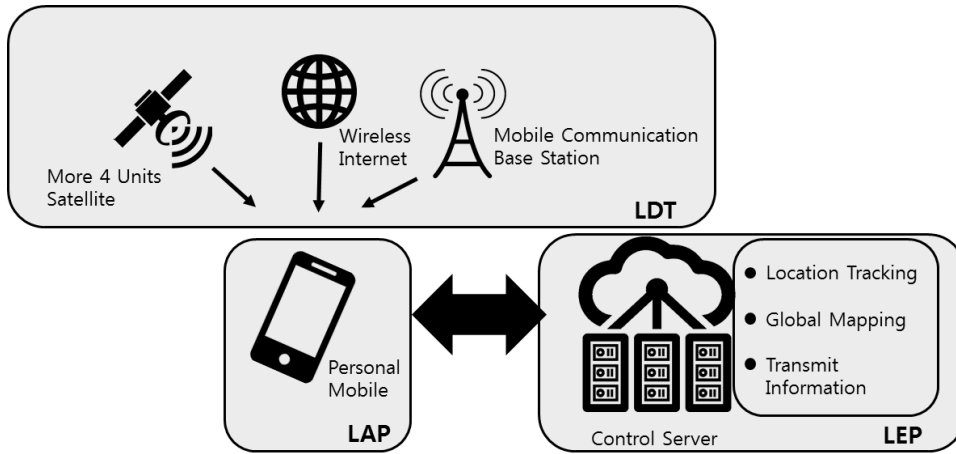 More 4 Units
Satellite
Wireless
Internet
Mobile Communication
Base Station
LDT
Personal
Mobile
LAP
Control Server
● Location Tracking
● Global Mapping
● Transmit
Information
LEP